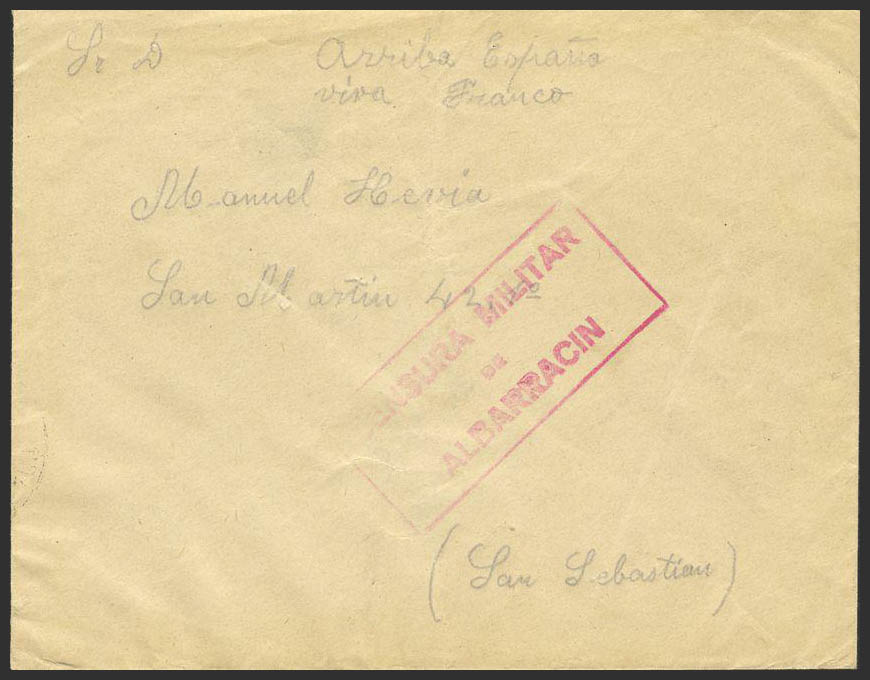 Sr D
Arriba España
viva Franco
Manuel Hevia
San Martin 42,
CENSURA MILITAR
DE
ALBARRACIN
(San Sebastian)